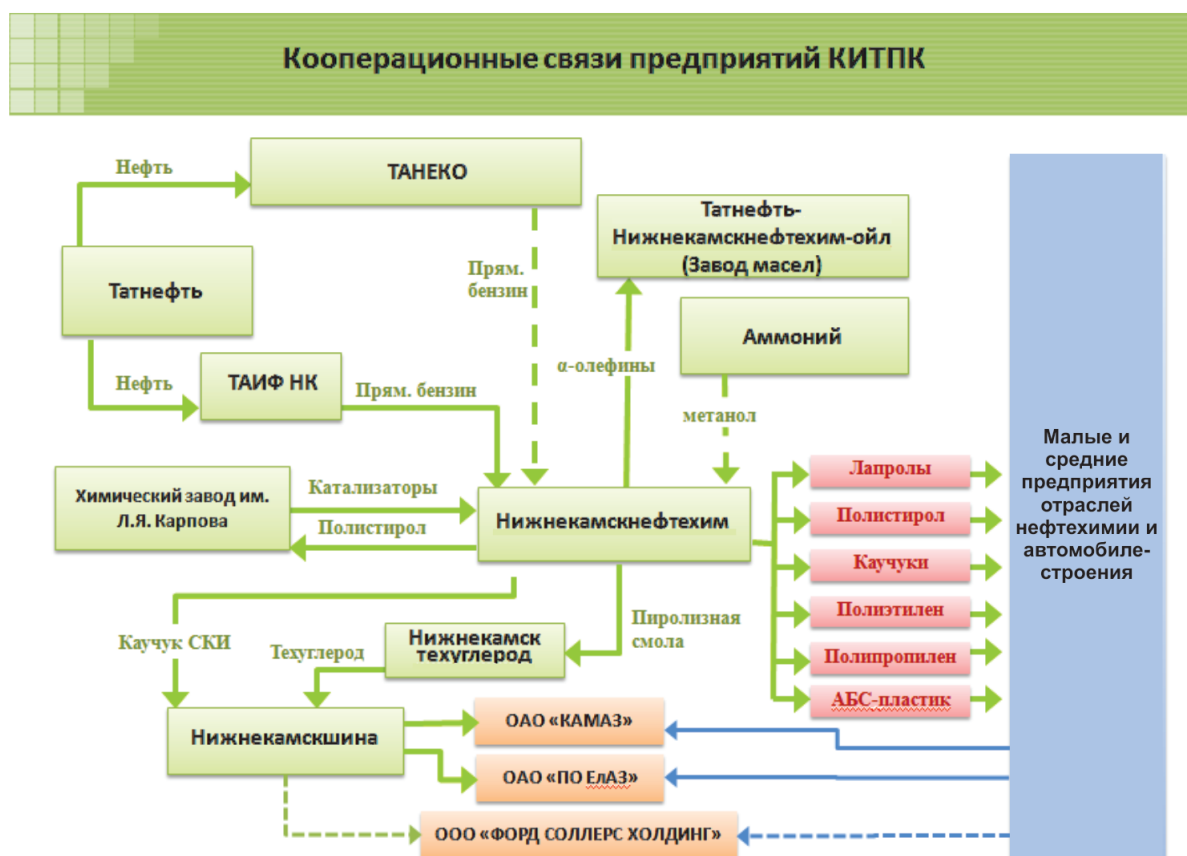 Кооперационные связи предприятий КИТПК
Нефть
ТАНЕКО
Татнефть-
Нижнекамскнефтехим-ойл
(Завод масел)
Прям.
бензин
Татнефть
Аммоний
Нефть
ТАИФ НК
Прям. бензин
α-олефины
метанол
Химический завод им.
Л.Я. Карпова
Катализаторы
Полистирол
Нижнекамскнефтехим
Лапролы
Полистирол
Каучуки
Полиэтилен
Полипропилен
АБС-пластик
Малые и
средние
предприятия
отраслей
нефтехимии и
автомобиле-
строения
Каучук СКИ
Техуглерод
Нижнекамск
техуглерод
Пиролизная
смола
Нижнекамскшина
ОАО «КАМАЗ»
ОАО «ПО ЕлАЗ»
ООО «ФОРД СОЛЛЕРС ХОЛДИНГ»